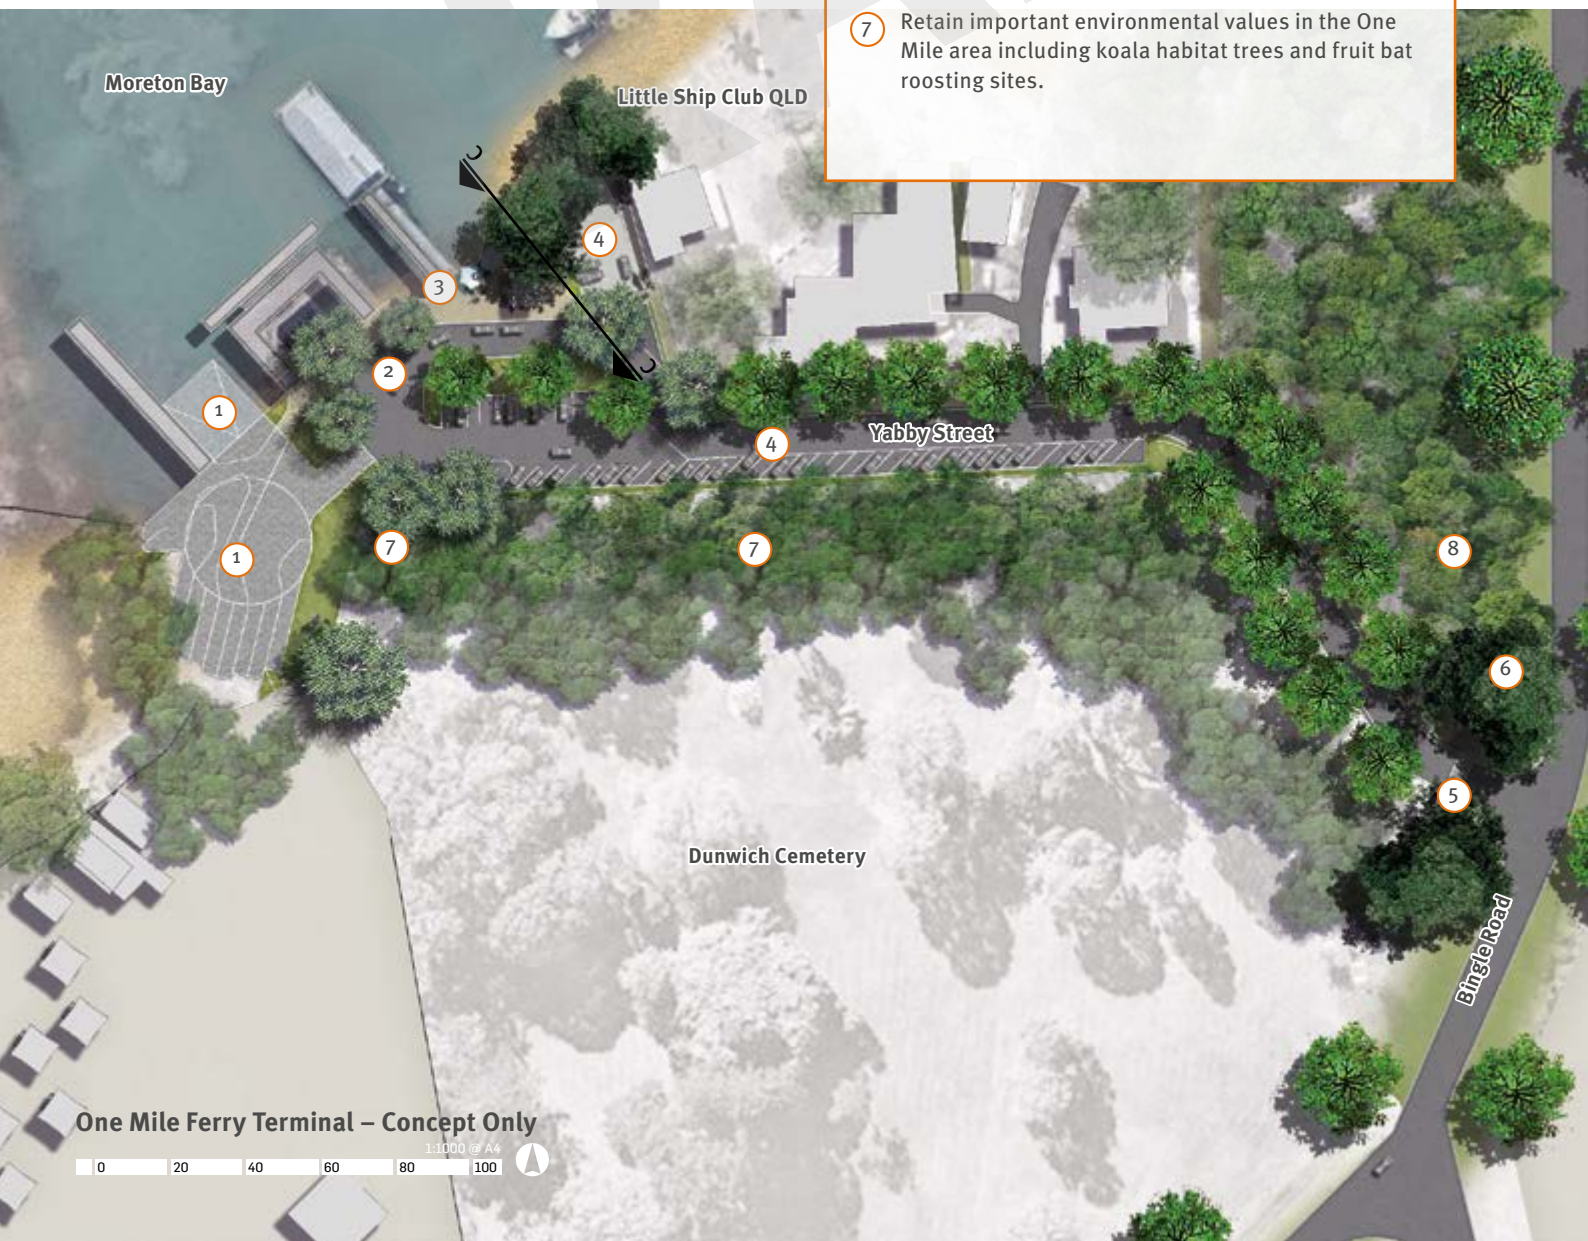 7 Retain important environmental values in the One
Mile area including koala habitat trees and fruit bat
roosting sites.
Moreton Bay
Little Ship Club QLD
C
4
3
C
2
1
Yabby Street
4
7
7
8
1
6
5
Dunwich Cemetery
Bingle Road
One Mile Ferry Terminal – Concept Only
1:1000 @ A4
0 20 40 60 80 100